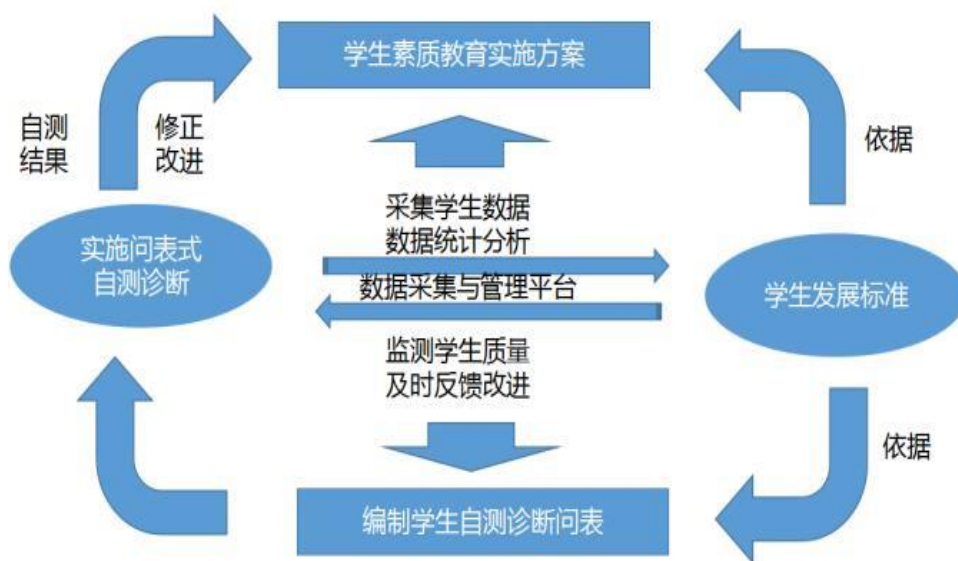 学生素质教育实施方案
自测
结果
修正
改进
依据
采集学生数据
数据统计分析
实施问表式
自测诊断
数据采集与管理平台
学生发展标准
监测学生质量
及时反馈改进
依据
编制学生自测诊断问表